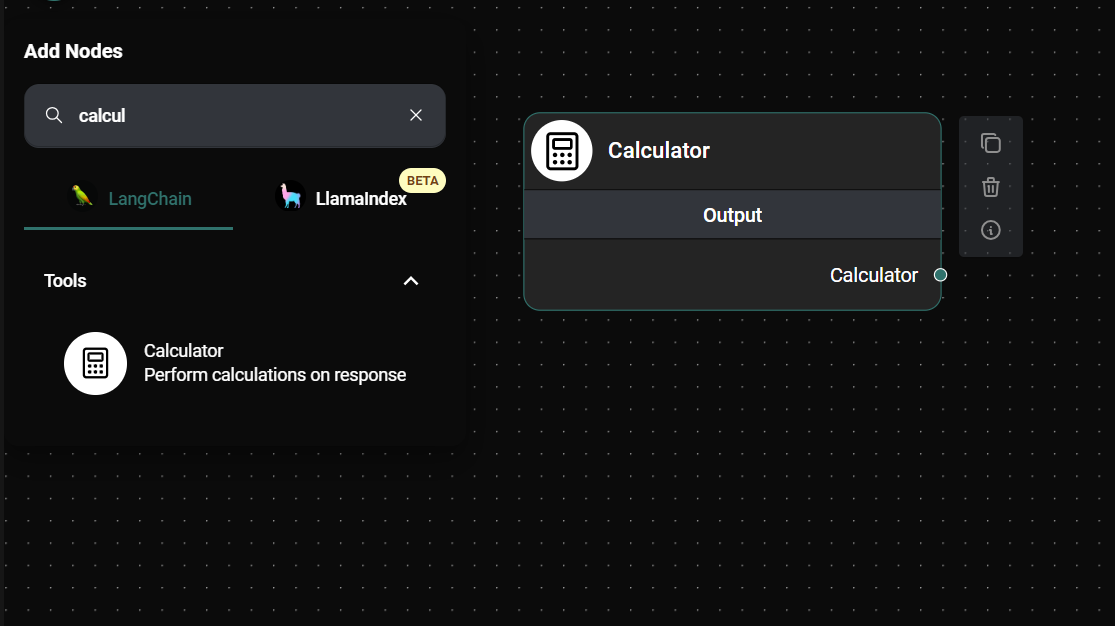 Add Nodes
calcul
LangChain
LlamaIndex
BETA
Tools
Calculator
Perform calculations on response
Calculator
Output
Calculator